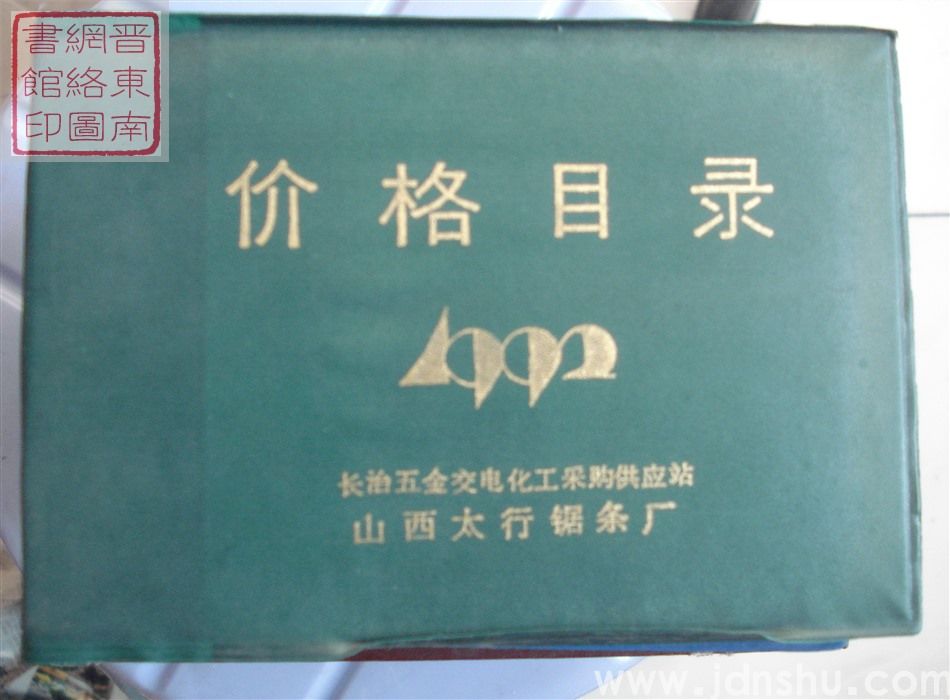 晋東南
網絡圖
書館印
价格目录
1992
长治五金交电化工采购供应站
山西太行锯条厂
www.jdnshu.com